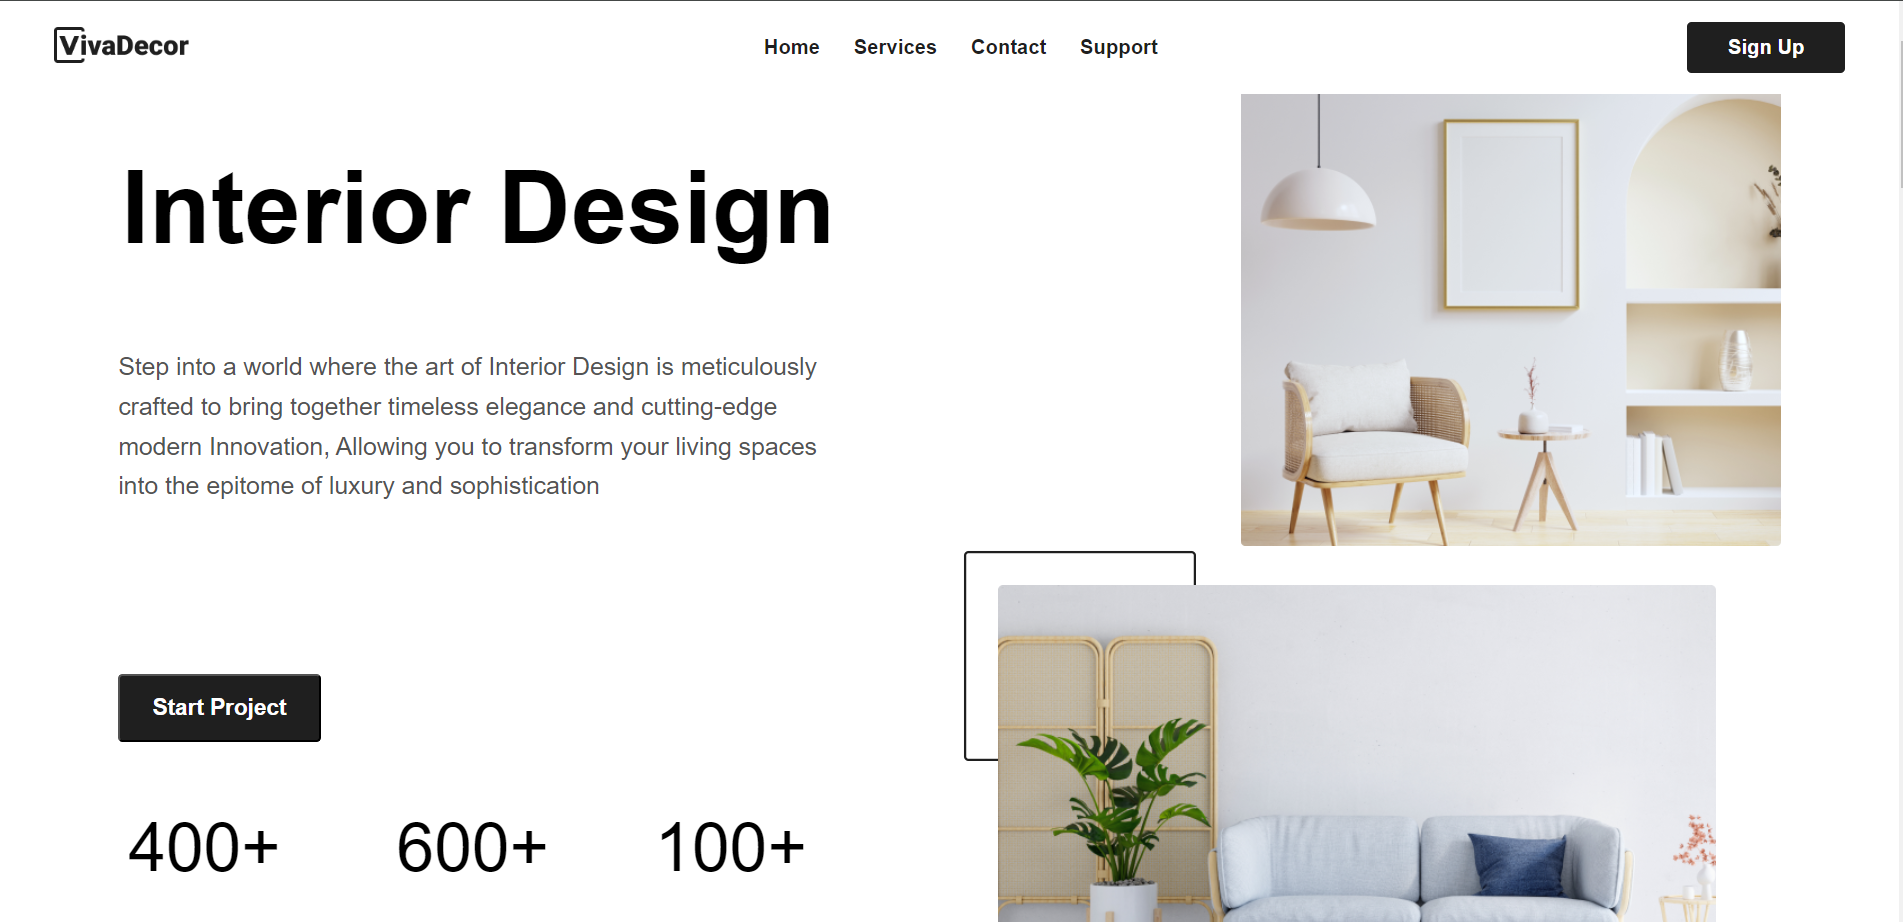 VivaDecor
Home Services Contact Support
Sign Up
Interior Design
Step into a world where the art of Interior Design is meticulously
crafted to bring together timeless elegance and cutting-edge
modern Innovation, Allowing you to transform your living spaces
into the epitome of luxury and sophistication
Start Project
400+ 600+ 100+